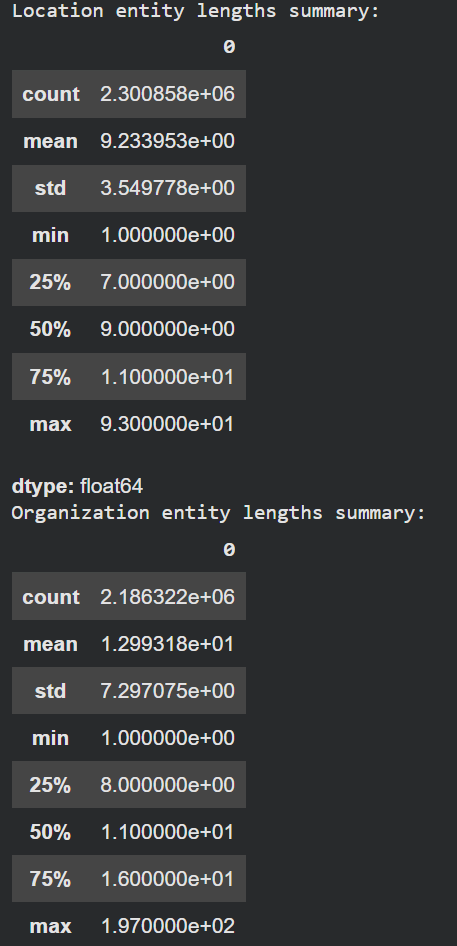 Location entity lengths summary:
0
count 2.300858e+06
mean 9.233953e+00
std 3.549778e+00
min 1.000000e+00
25% 7.000000e+00
50% 9.000000e+00
75% 1.100000e+01
max 9.300000e+01
dtype: float64
Organization entity lengths summary:
0
count 2.186322e+06
mean 1.299318e+01
std 7.297075e+00
min 1.000000e+00
25% 8.000000e+00
50% 1.100000e+01
75% 1.600000e+01
max 1.970000e+02